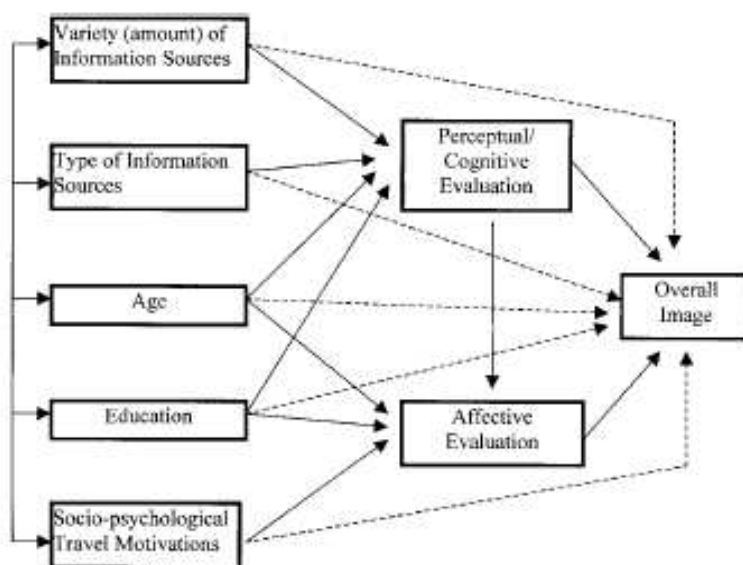 Variety (amount) of
Information Sources
Type of Information
Sources
Age
Education
Socio-psychological
Travel Motivations
Perceptual/
Cognitive
Evaluation
Affective
Evaluation
Overall
Image